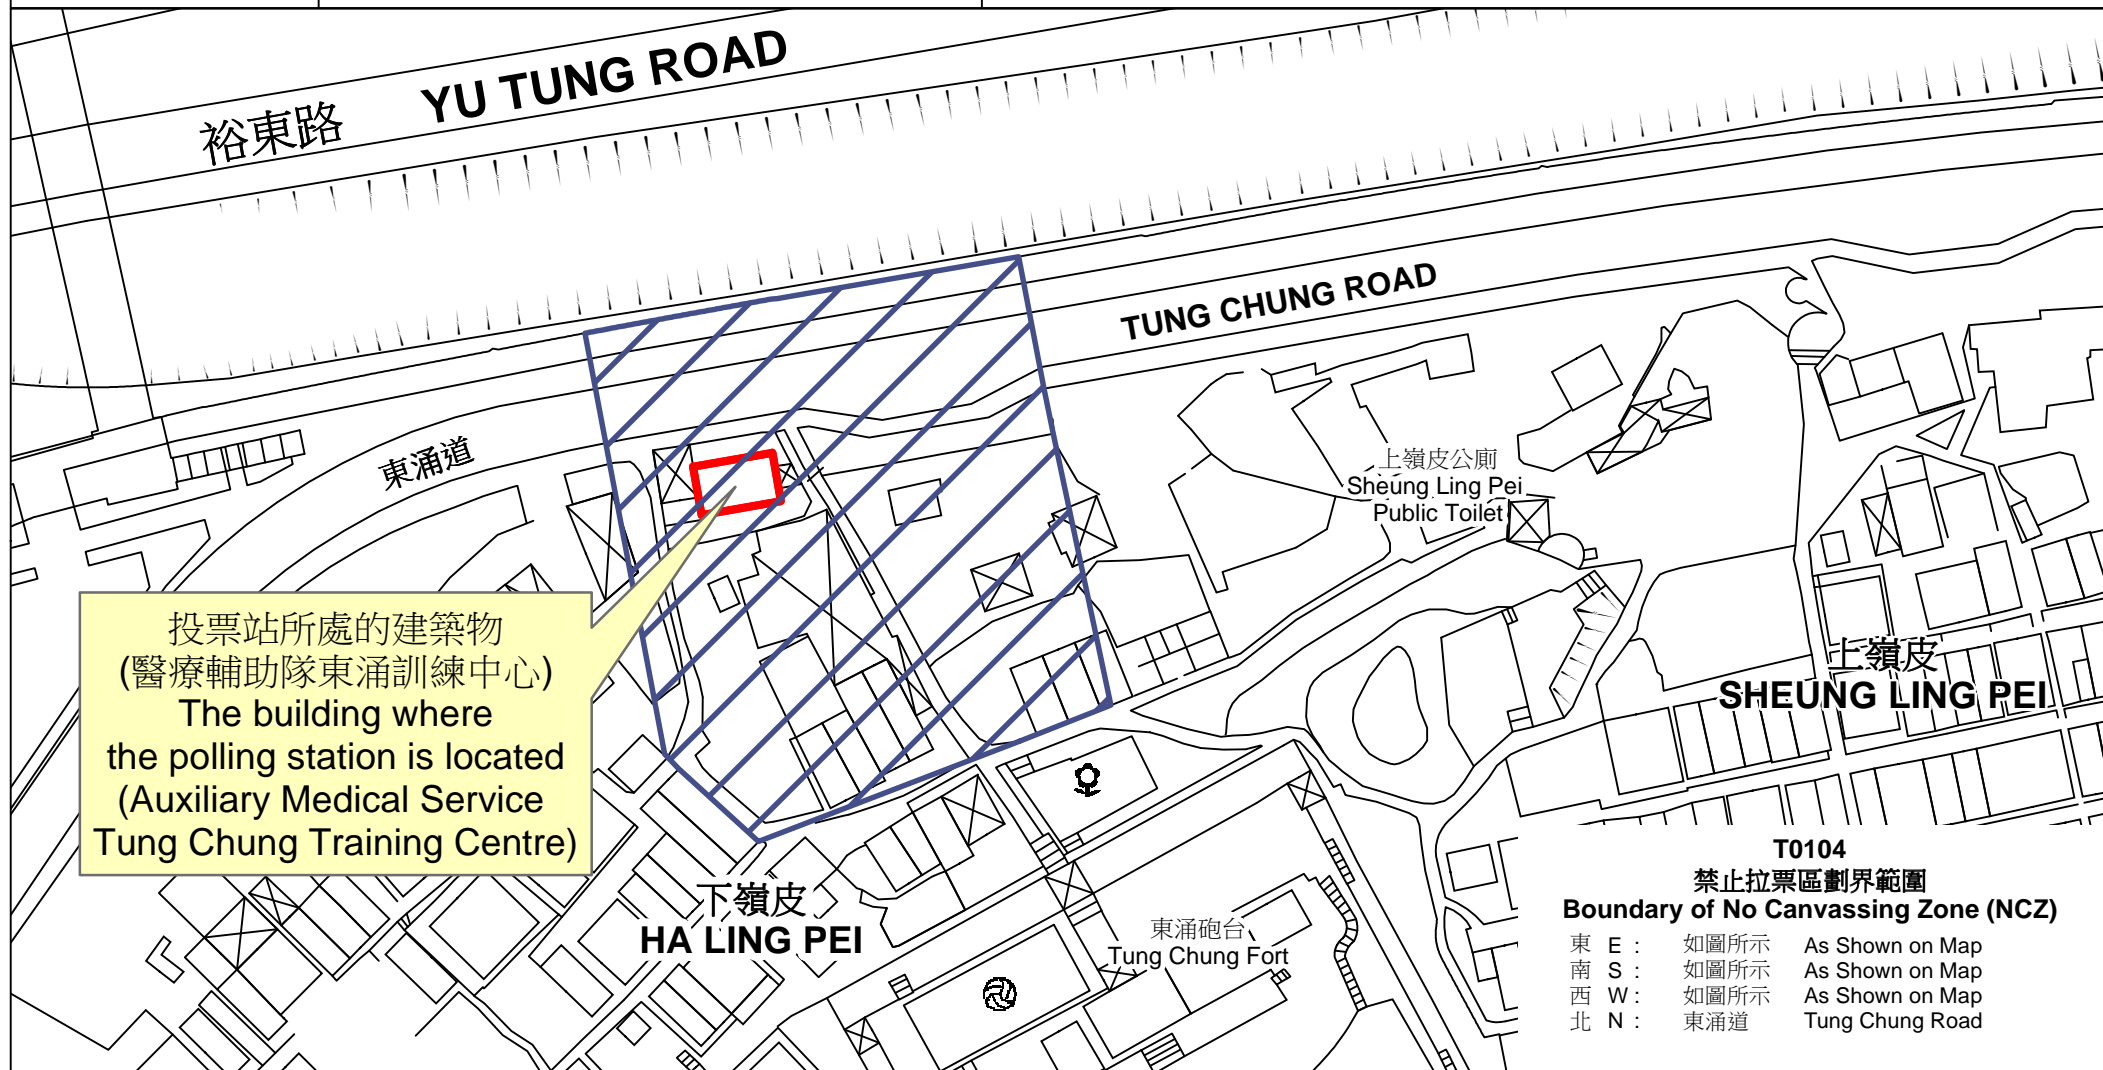 YU TUNG ROAD
裕東路
TUNG CHUNG ROAD
東涌道
上嶺皮公廁
Sheung Ling Pei
Public Toilet
投票站所處的建築物
(醫療輔助隊東涌訓練中心)
The building where
the polling station is located
(Auxiliary Medical Service
Tung Chung Training Centre)
上嶺皮
SHEUNG LING PEI
下嶺皮
HA LING PEI
東涌砲台
Tung Chung Fort
T0104
禁止拉票區劃界範圍
Boundary of No Canvassing Zone (NCZ)
東 E : 如圖所示 As Shown on Map
南 S : 如圖所示 As Shown on Map
西 W : 如圖所示 As Shown on Map
北 N : 東涌道 Tung Chung Road